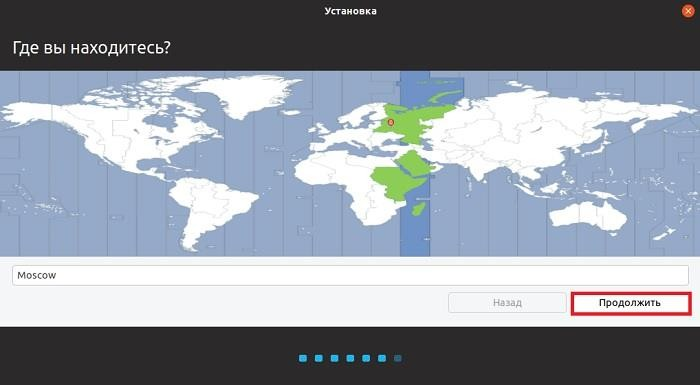 Установка
Где вы находитесь?
Moscow
Назад
Продолжить